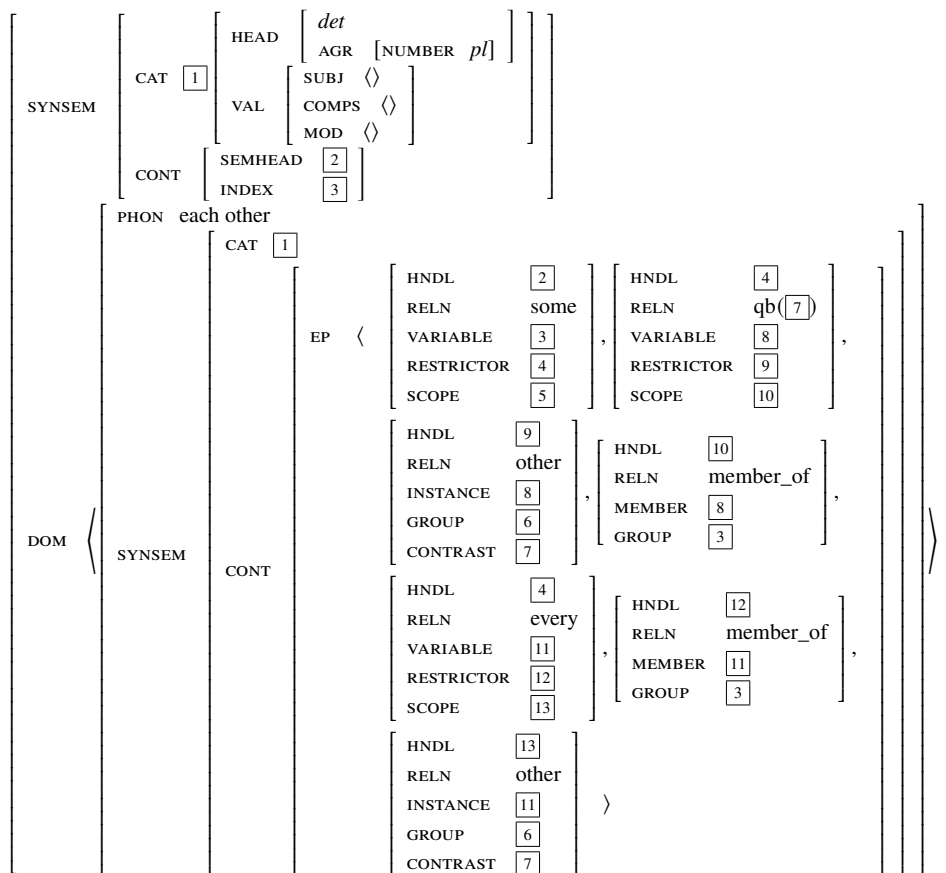 HEAD [ det
AGR [NUMBER pl] ]
CAT 1
SUBJ ⟨⟩
SYNSEM VAL COMPS ⟨⟩
MOD ⟨⟩
CONT [ SEMHEAD 2
INDEX 3 ]
PHON each other
CAT 1
HNDL 2 HNDL 4
RELN some RELN qb( 7 )
EP ⟨ VARIABLE 3 , VARIABLE 8 ,
RESTRICTOR 4 RESTRICTOR 9
SCOPE 5 SCOPE 10
HNDL 9 HNDL 10
RELN other RELN member_of
INSTANCE 8 , MEMBER 8 ,
GROUP 6 GROUP 3
CONTRAST 7
DOM ⟨ SYNSEM CONT ⟩
HNDL 4 HNDL 12
RELN every RELN member_of
VARIABLE 11 , MEMBER 11 ,
RESTRICTOR 12 GROUP 3
SCOPE 13
HNDL 13
RELN other
INSTANCE 11 ⟩
GROUP 6
CONTRAST 7